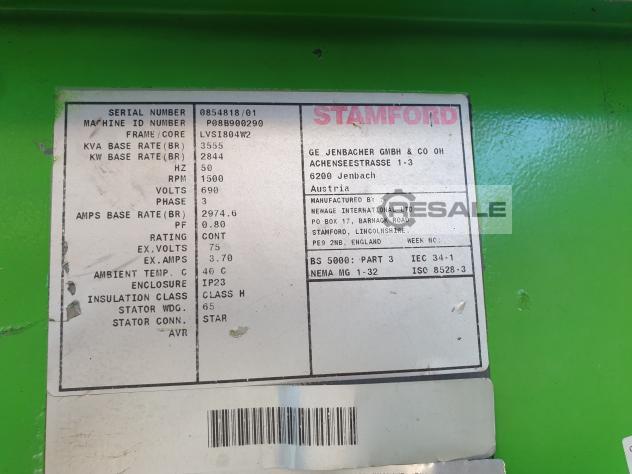 SERIAL NUMBER 0854818/01
MACHINE ID NUMBER P08B900290
FRAME/CORE LVSI804W2
KVA BASE RATE(BR) 3555
KW BASE RATE(BR) 2844
HZ 50
RPM 1500
VOLTS 690
PHASE 3
AMPS BASE RATE(BR) 2974.6
PF 0.80
RATING CONT
EX.VOLTS 75
EX.AMPS 3.70
AMBIENT TEMP. C 40 C
ENCLOSURE IP23
INSULATION CLASS CLASS H
STATOR WDG. 65
STATOR CONN. STAR
AVR
STAMFORD
GE JENBACHER GMBH & CO OH
ACHENSEESTRASSE 1-3
6200 Jenbach
Austria
MANUFACTURED BY
NEWAGE INTERNATIONAL LTD
PO BOX 17, BARNACK ROAD
STAMFORD, LINCOLNSHIRE.
PE9 2NB, ENGLAND WEEK NO:
BS 5000: PART 3 IEC 34-1
NEMA MG 1-32 ISO 8528-3
RESALE